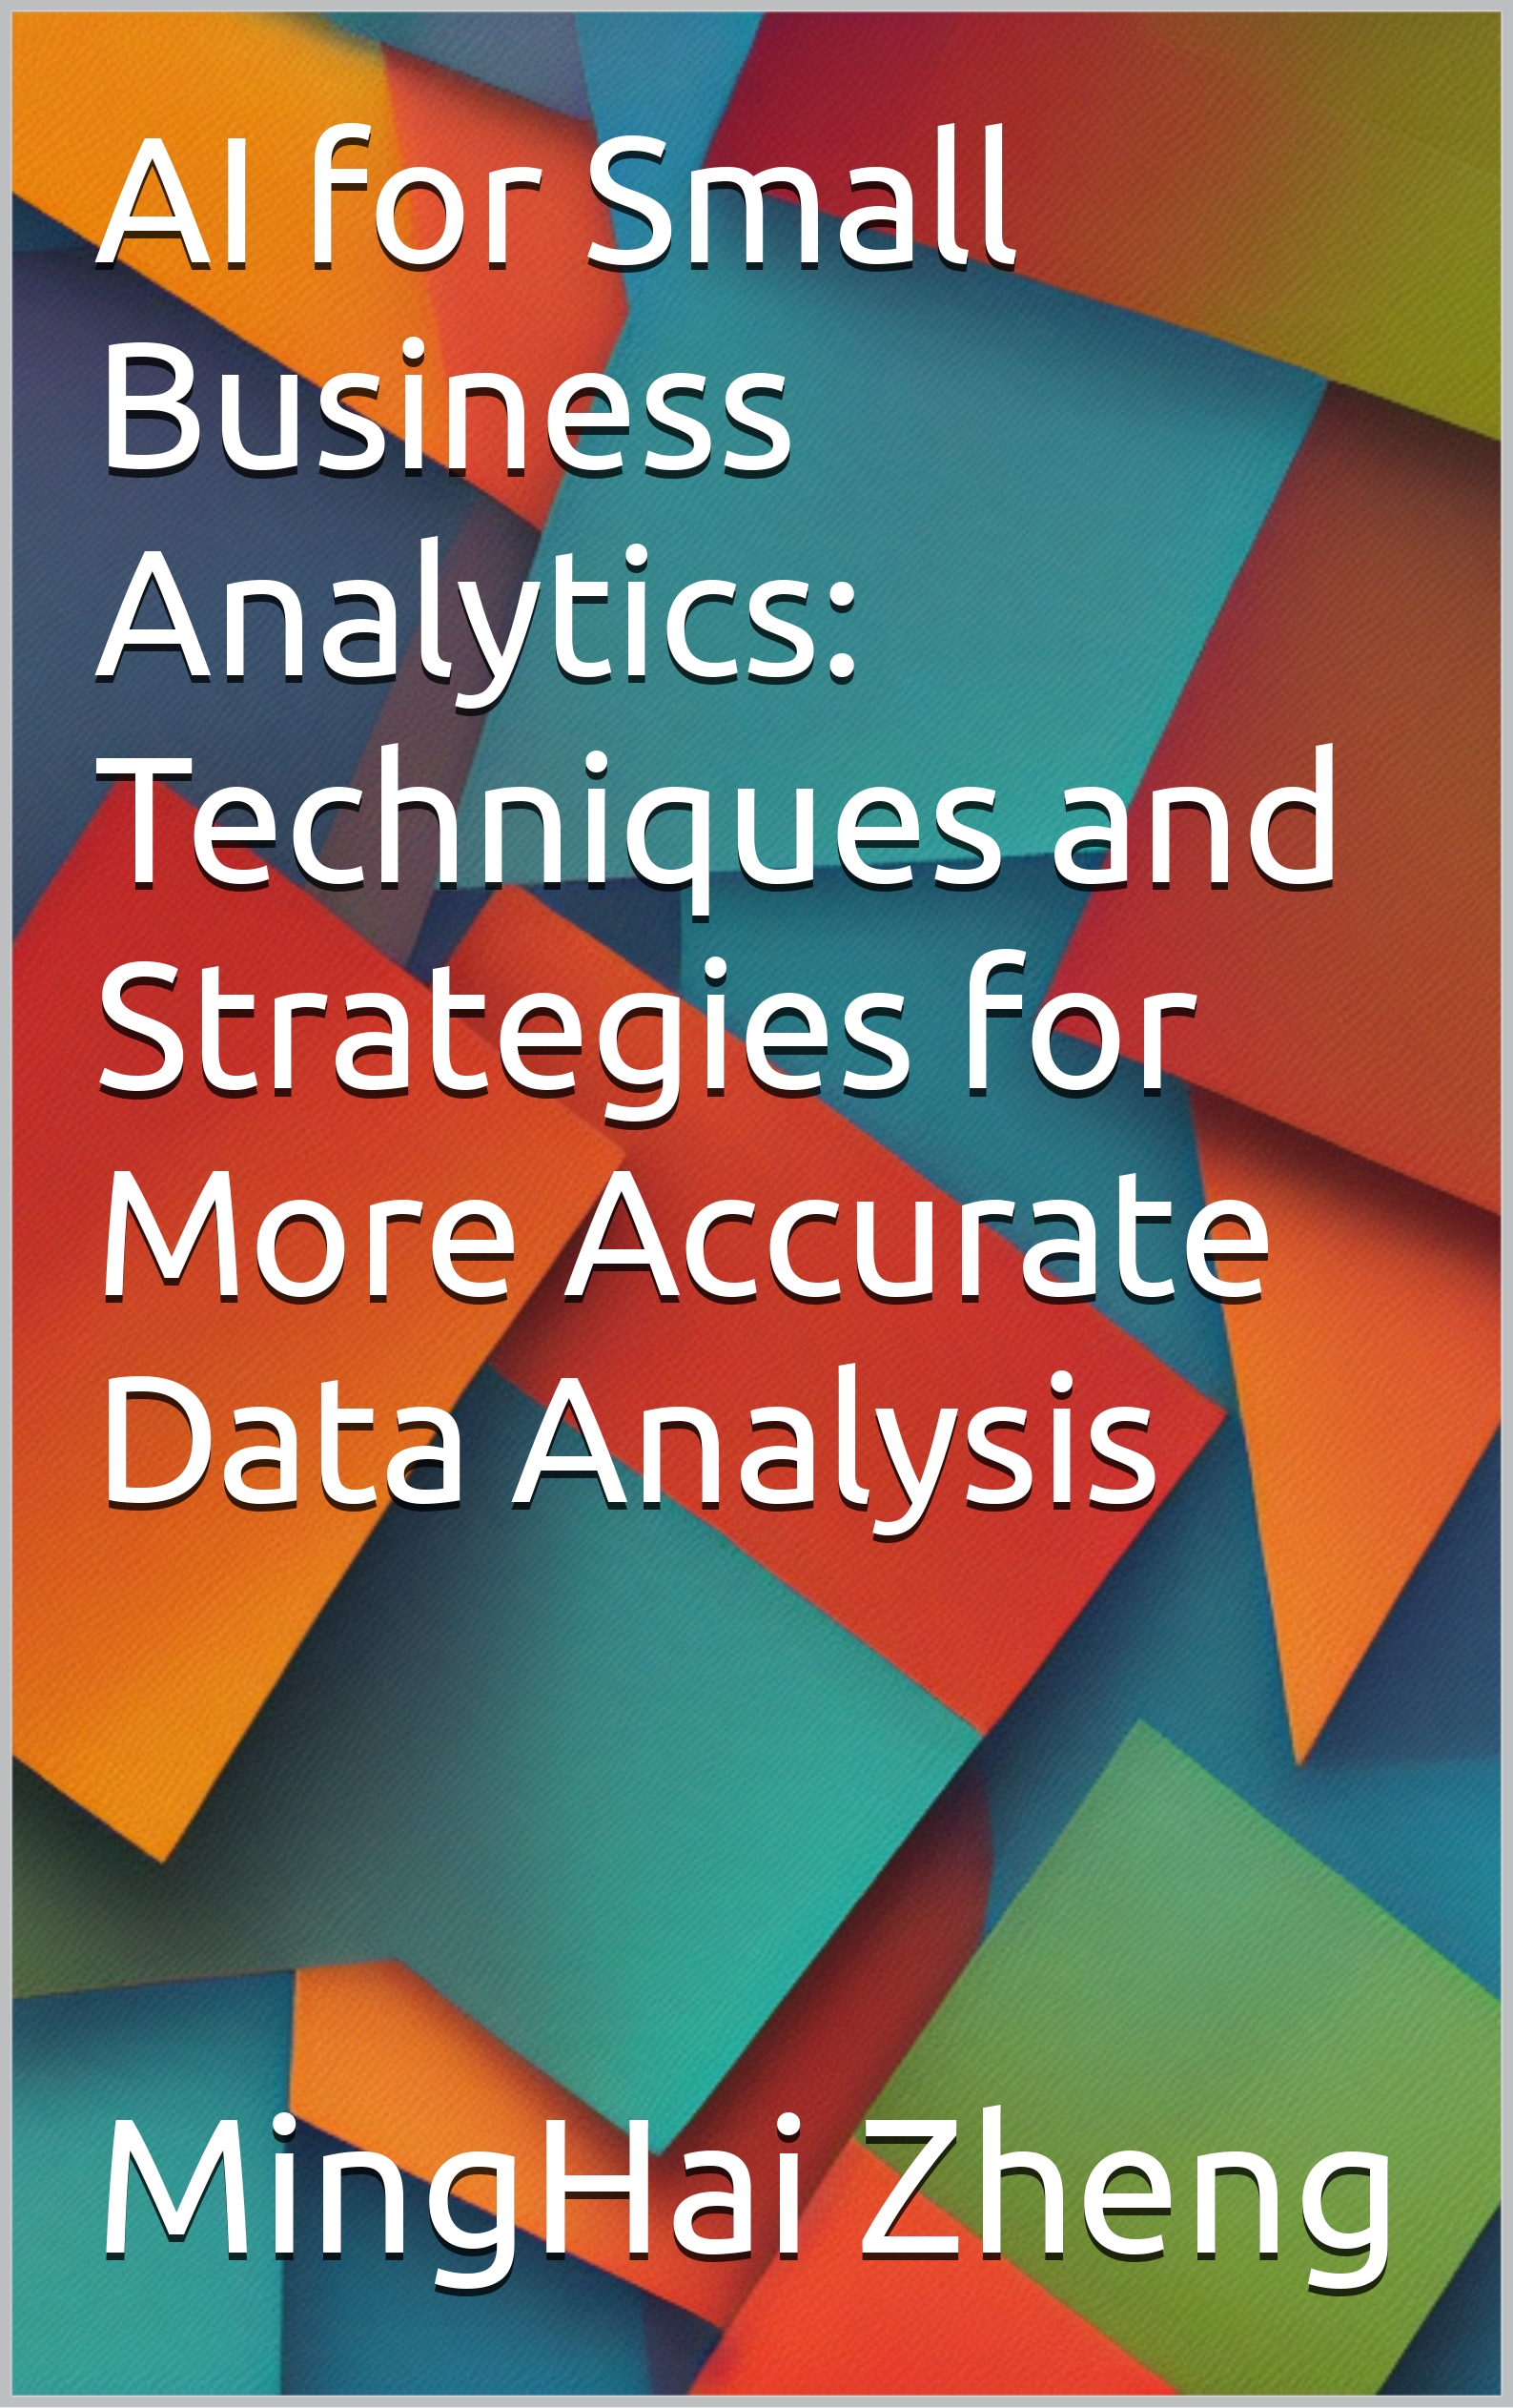 AI for Small
Business
Analytics:
Techniques and
Strategies for
More Accurate
Data Analysis
MingHai Zheng